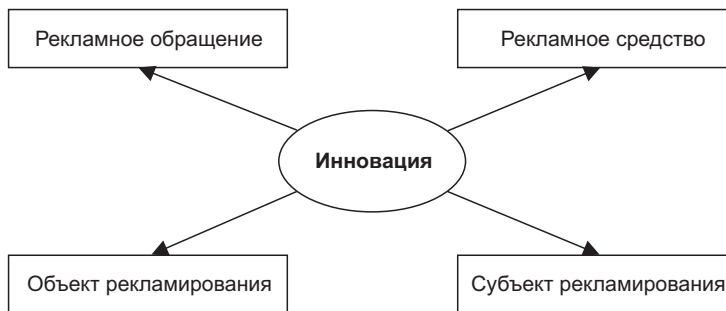 Рекламное обращение
Рекламное средство
Инновация
Объект рекламирования
Субъект рекламирования